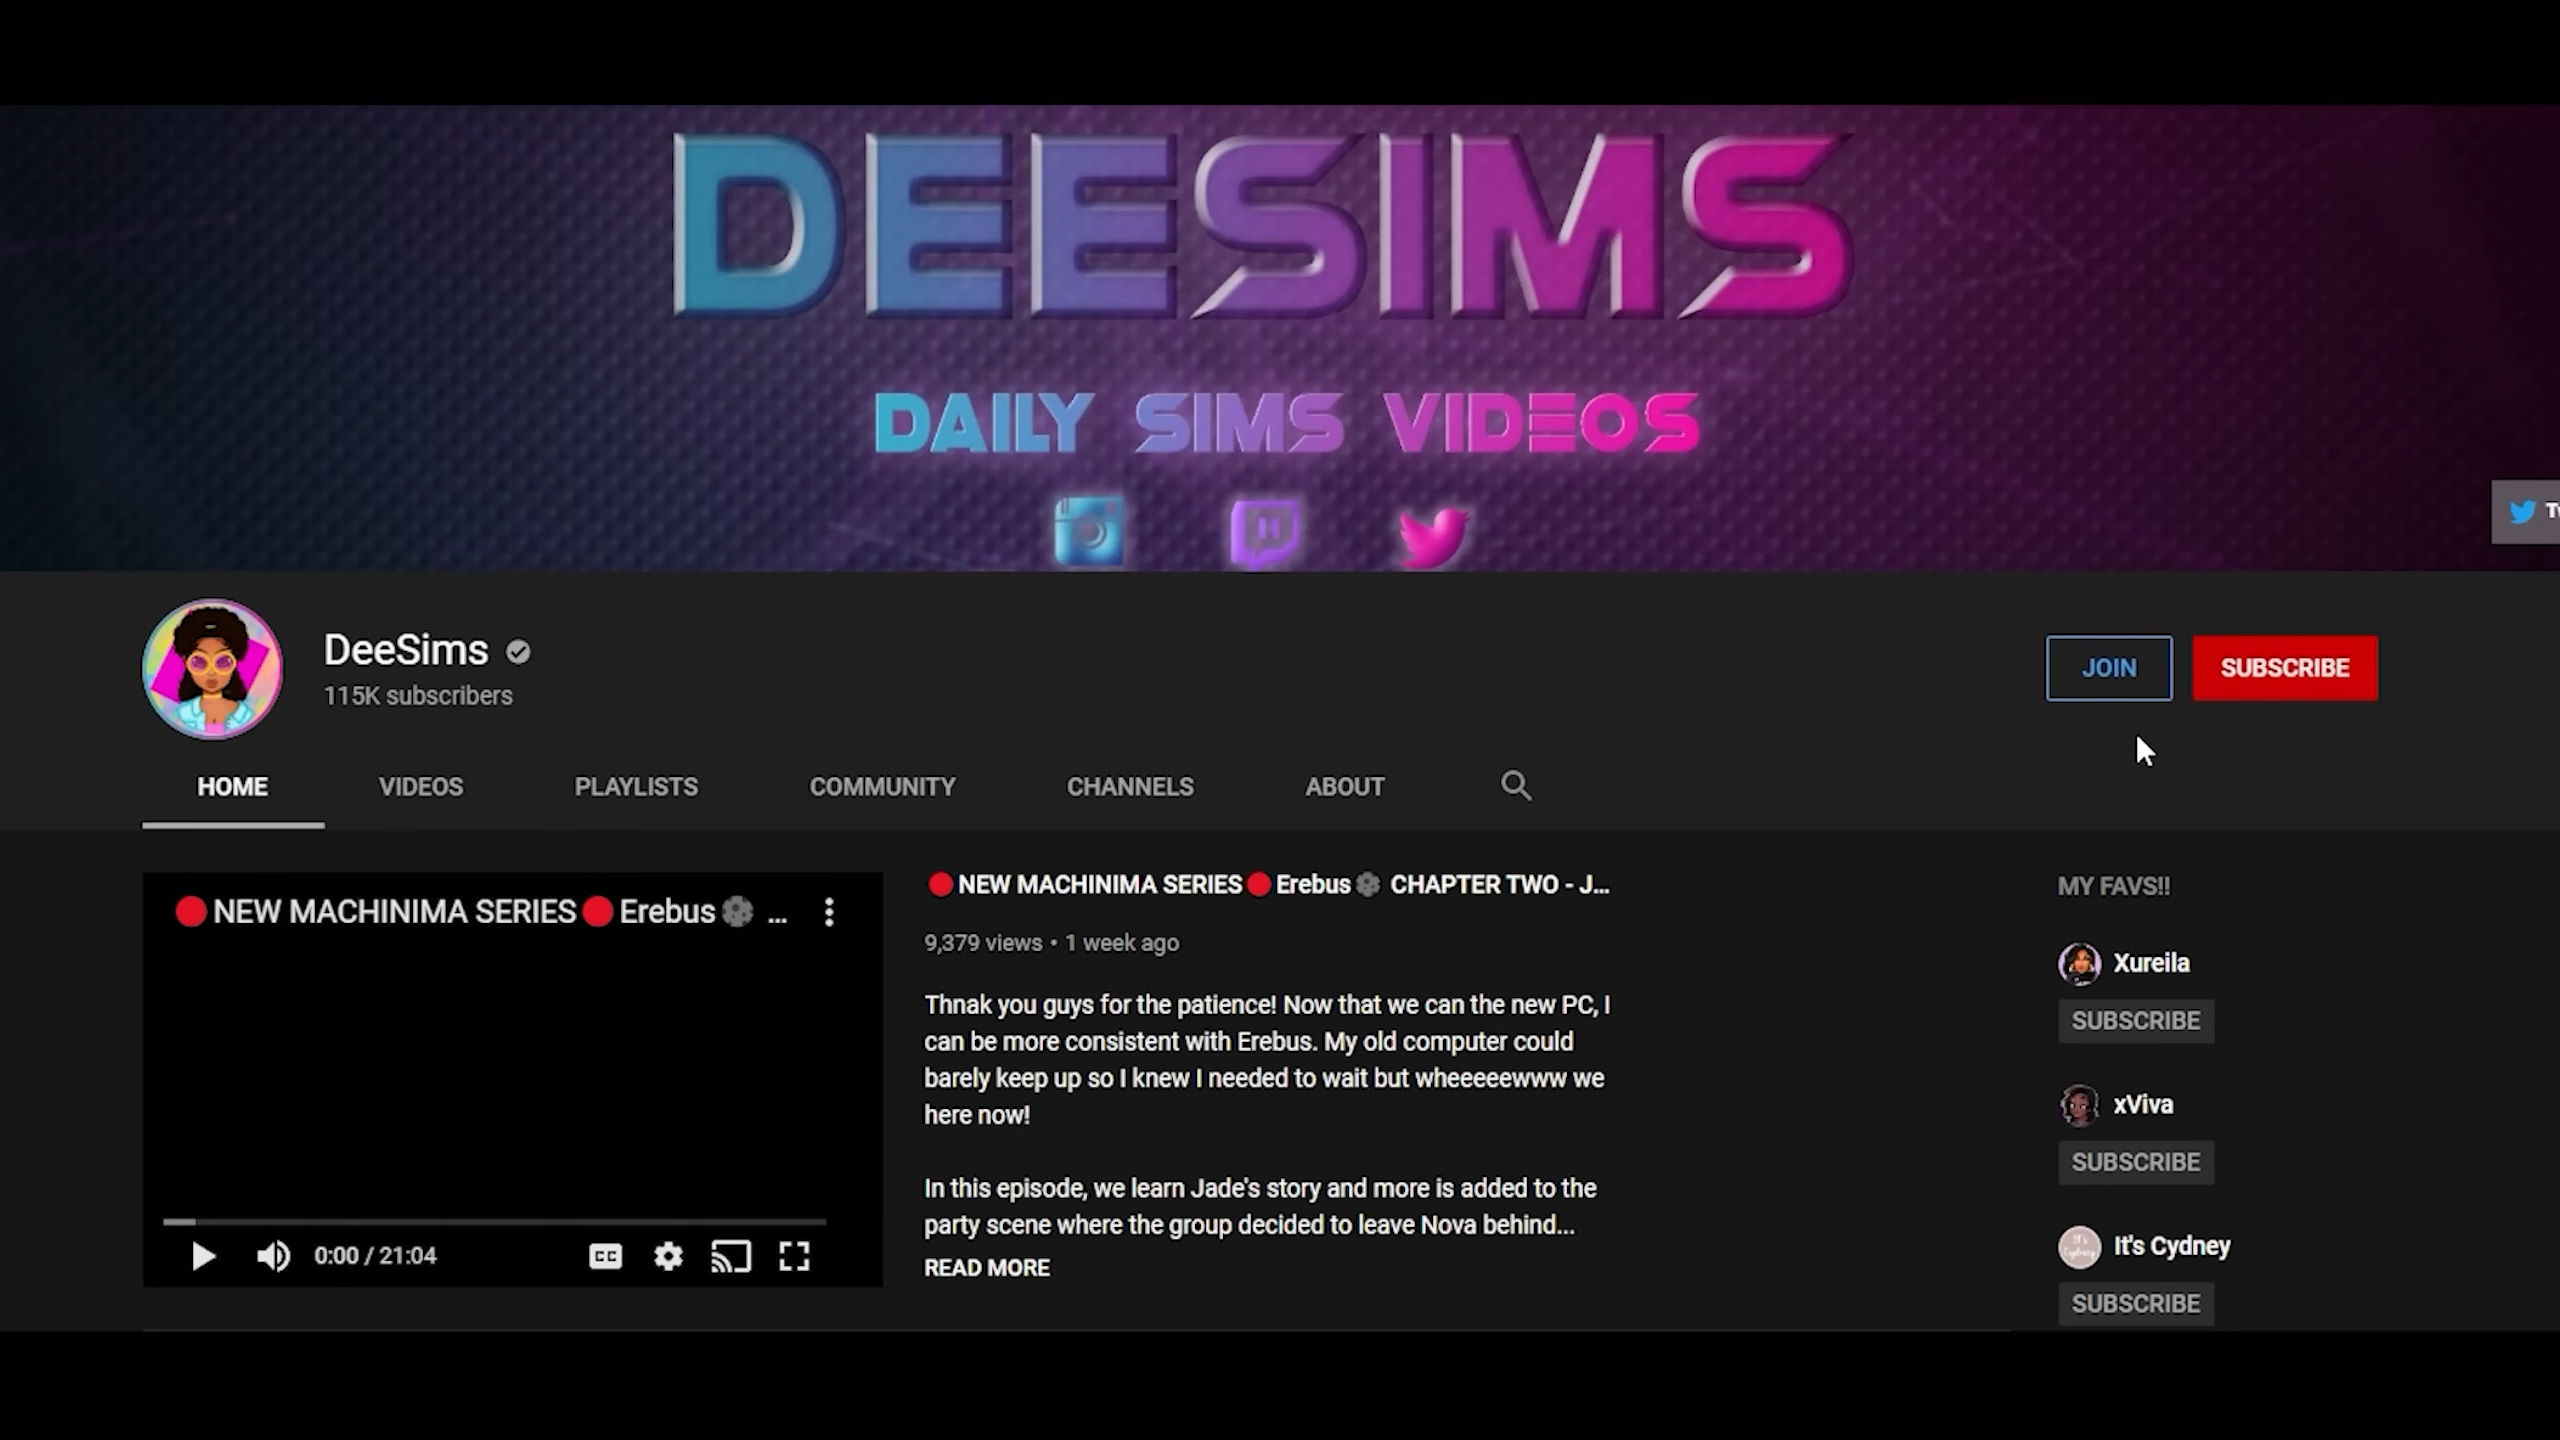 DEESIMS
DAILY SIMS VIDEOS
DeeSims
115K subscribers
JOIN
SUBSCRIBE
HOME
VIDEOS
PLAYLISTS
COMMUNITY
CHANNELS
ABOUT
NEW MACHINIMA SERIES Erebus ...
0:00 / 21:04
CC
NEW MACHINIMA SERIES Erebus CHAPTER TWO - J...
9,379 views • 1 week ago
Thnak you guys for the patience! Now that we can the new PC, I
can be more consistent with Erebus. My old computer could
barely keep up so I knew I needed to wait but wheeeeewww we
here now!
In this episode, we learn Jade's story and more is added to the
party scene where the group decided to leave Nova behind...
READ MORE
MY FAVS!!
Xureila
SUBSCRIBE
xViva
SUBSCRIBE
It's Cydney
SUBSCRIBE